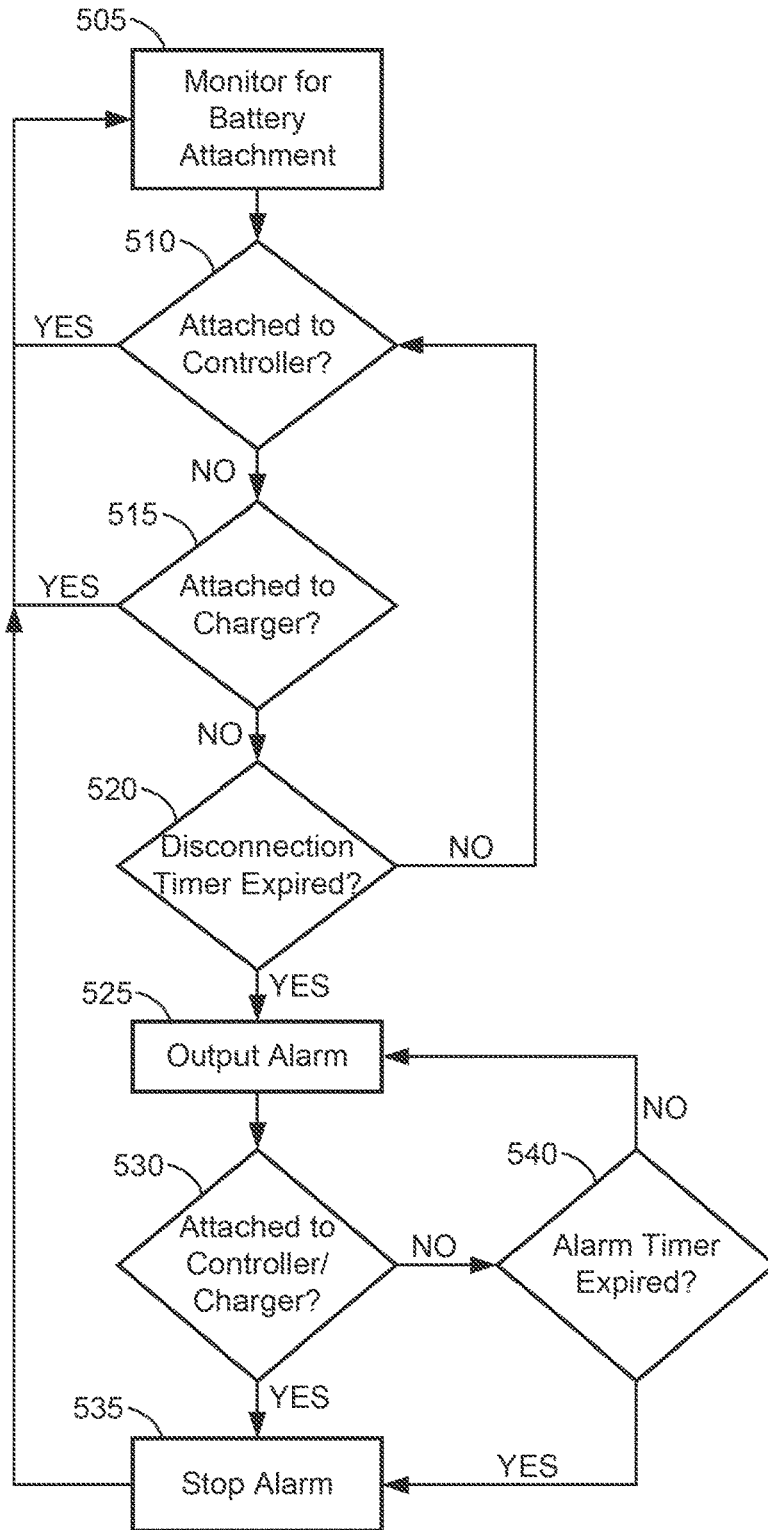 505
Monitor for
Battery
Attachment
510
Attached to
Controller?
YES
NO
515
Attached to
Charger?
YES
NO
520
Disconnection
Timer Expired?
NO
YES
525
Output Alarm
NO
530
540
Attached to
Controller/
Charger?
NO
Alarm Timer
Expired?
YES
535
Stop Alarm
YES